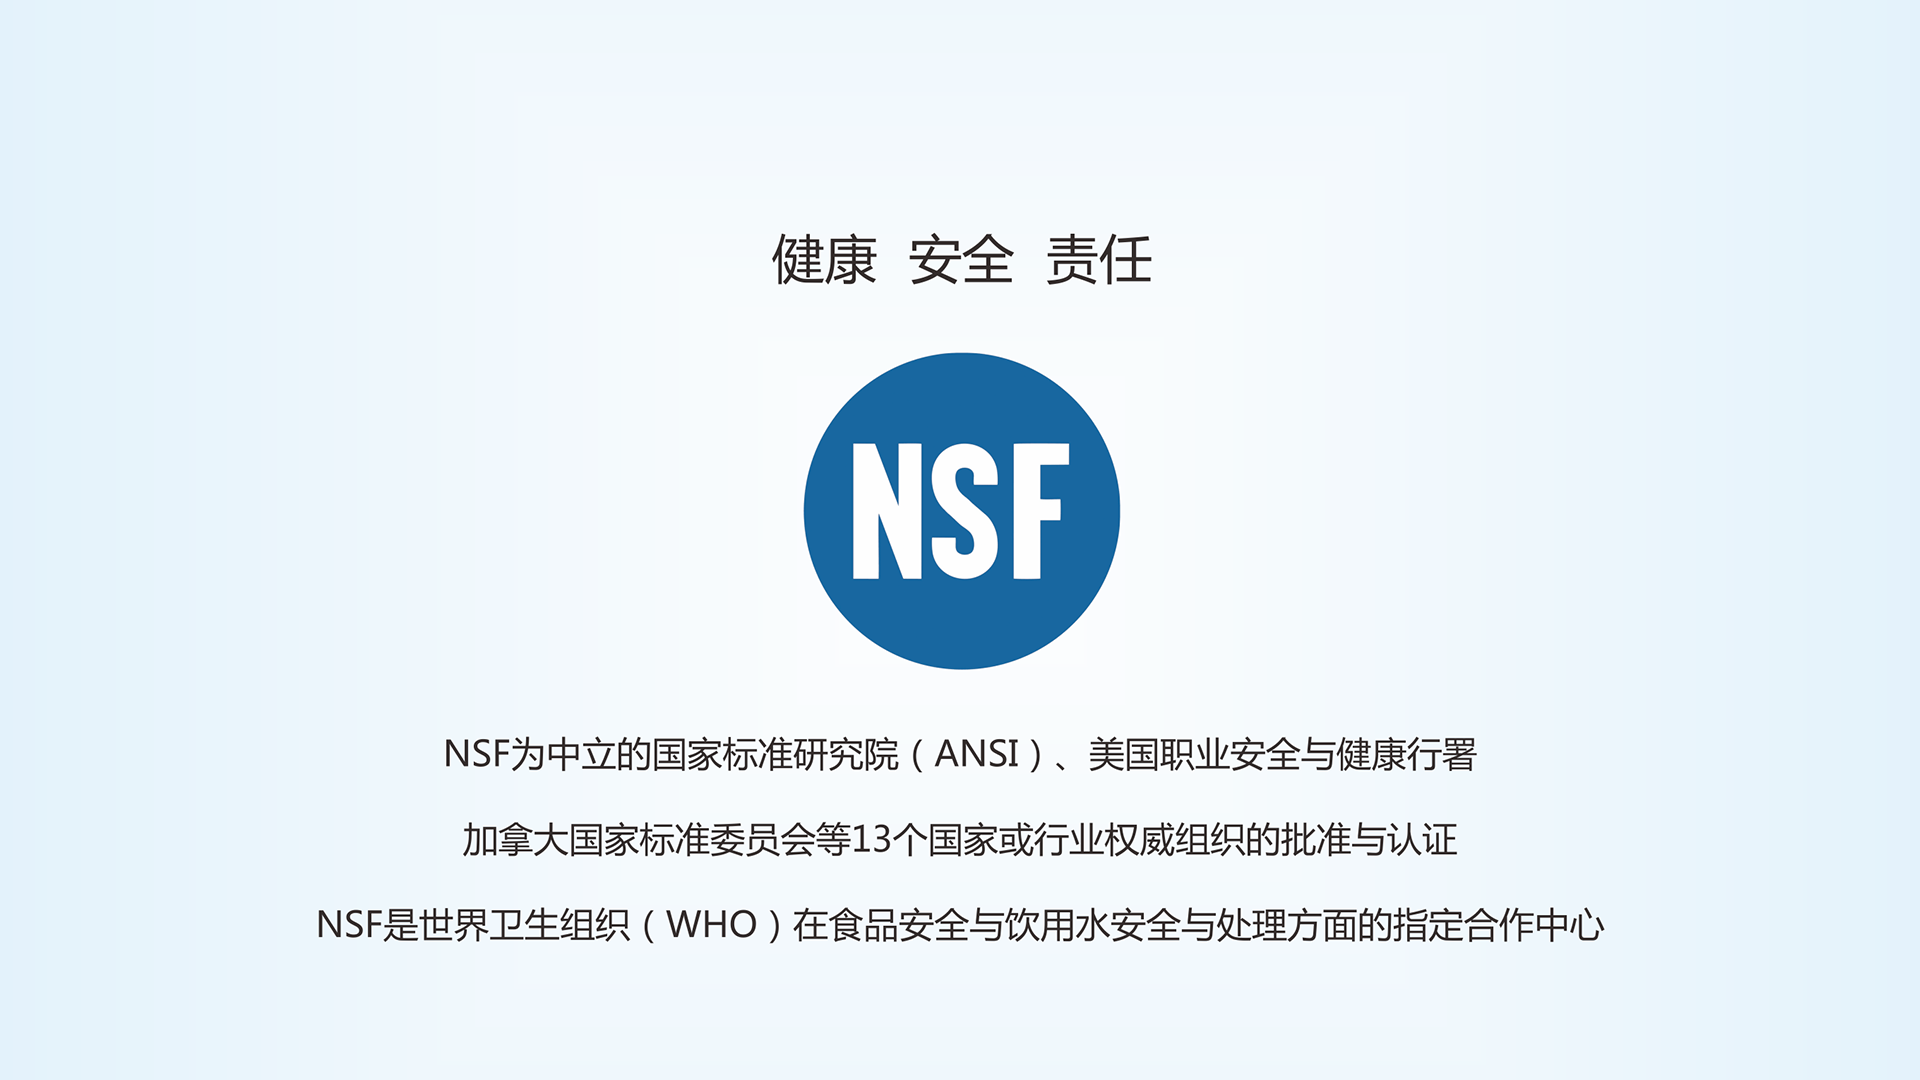 健康 安全 责任
NSF
NSF为中立的国家标准研究院（ANSI）、美国职业安全与健康行署
加拿大国家标准委员会等13个国家或行业权威组织的批准与认证
NSF是世界卫生组织（WHO）在食品安全与饮用水安全与处理方面的指定合作中心